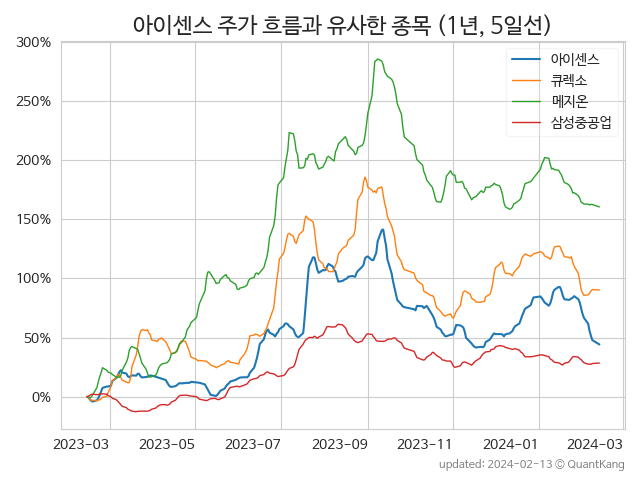 아이센스 주가 흐름과 유사한 종목 (1년, 5일선)
300%
250%
200%
150%
100%
50%
0%
아이센스
큐렉소
메지온
삼성중공업
2023-03
2023-05
2023-07
2023-09
2023-11
2024-01
2024-03
updated: 2024-02-13 © QuantKang